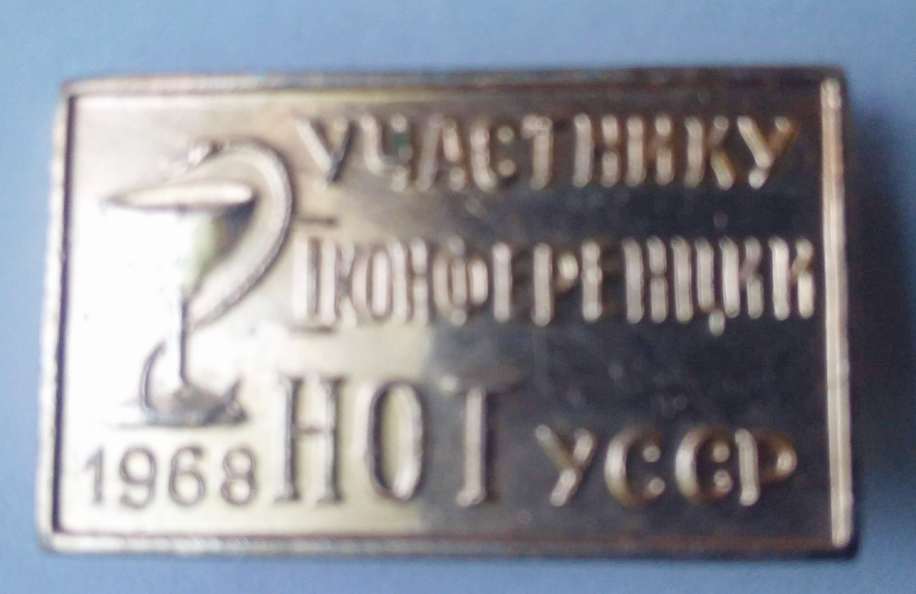 УЧАСТНИКУ
I КОНФЕРЕНЦИИ
НОТ УССР
1968